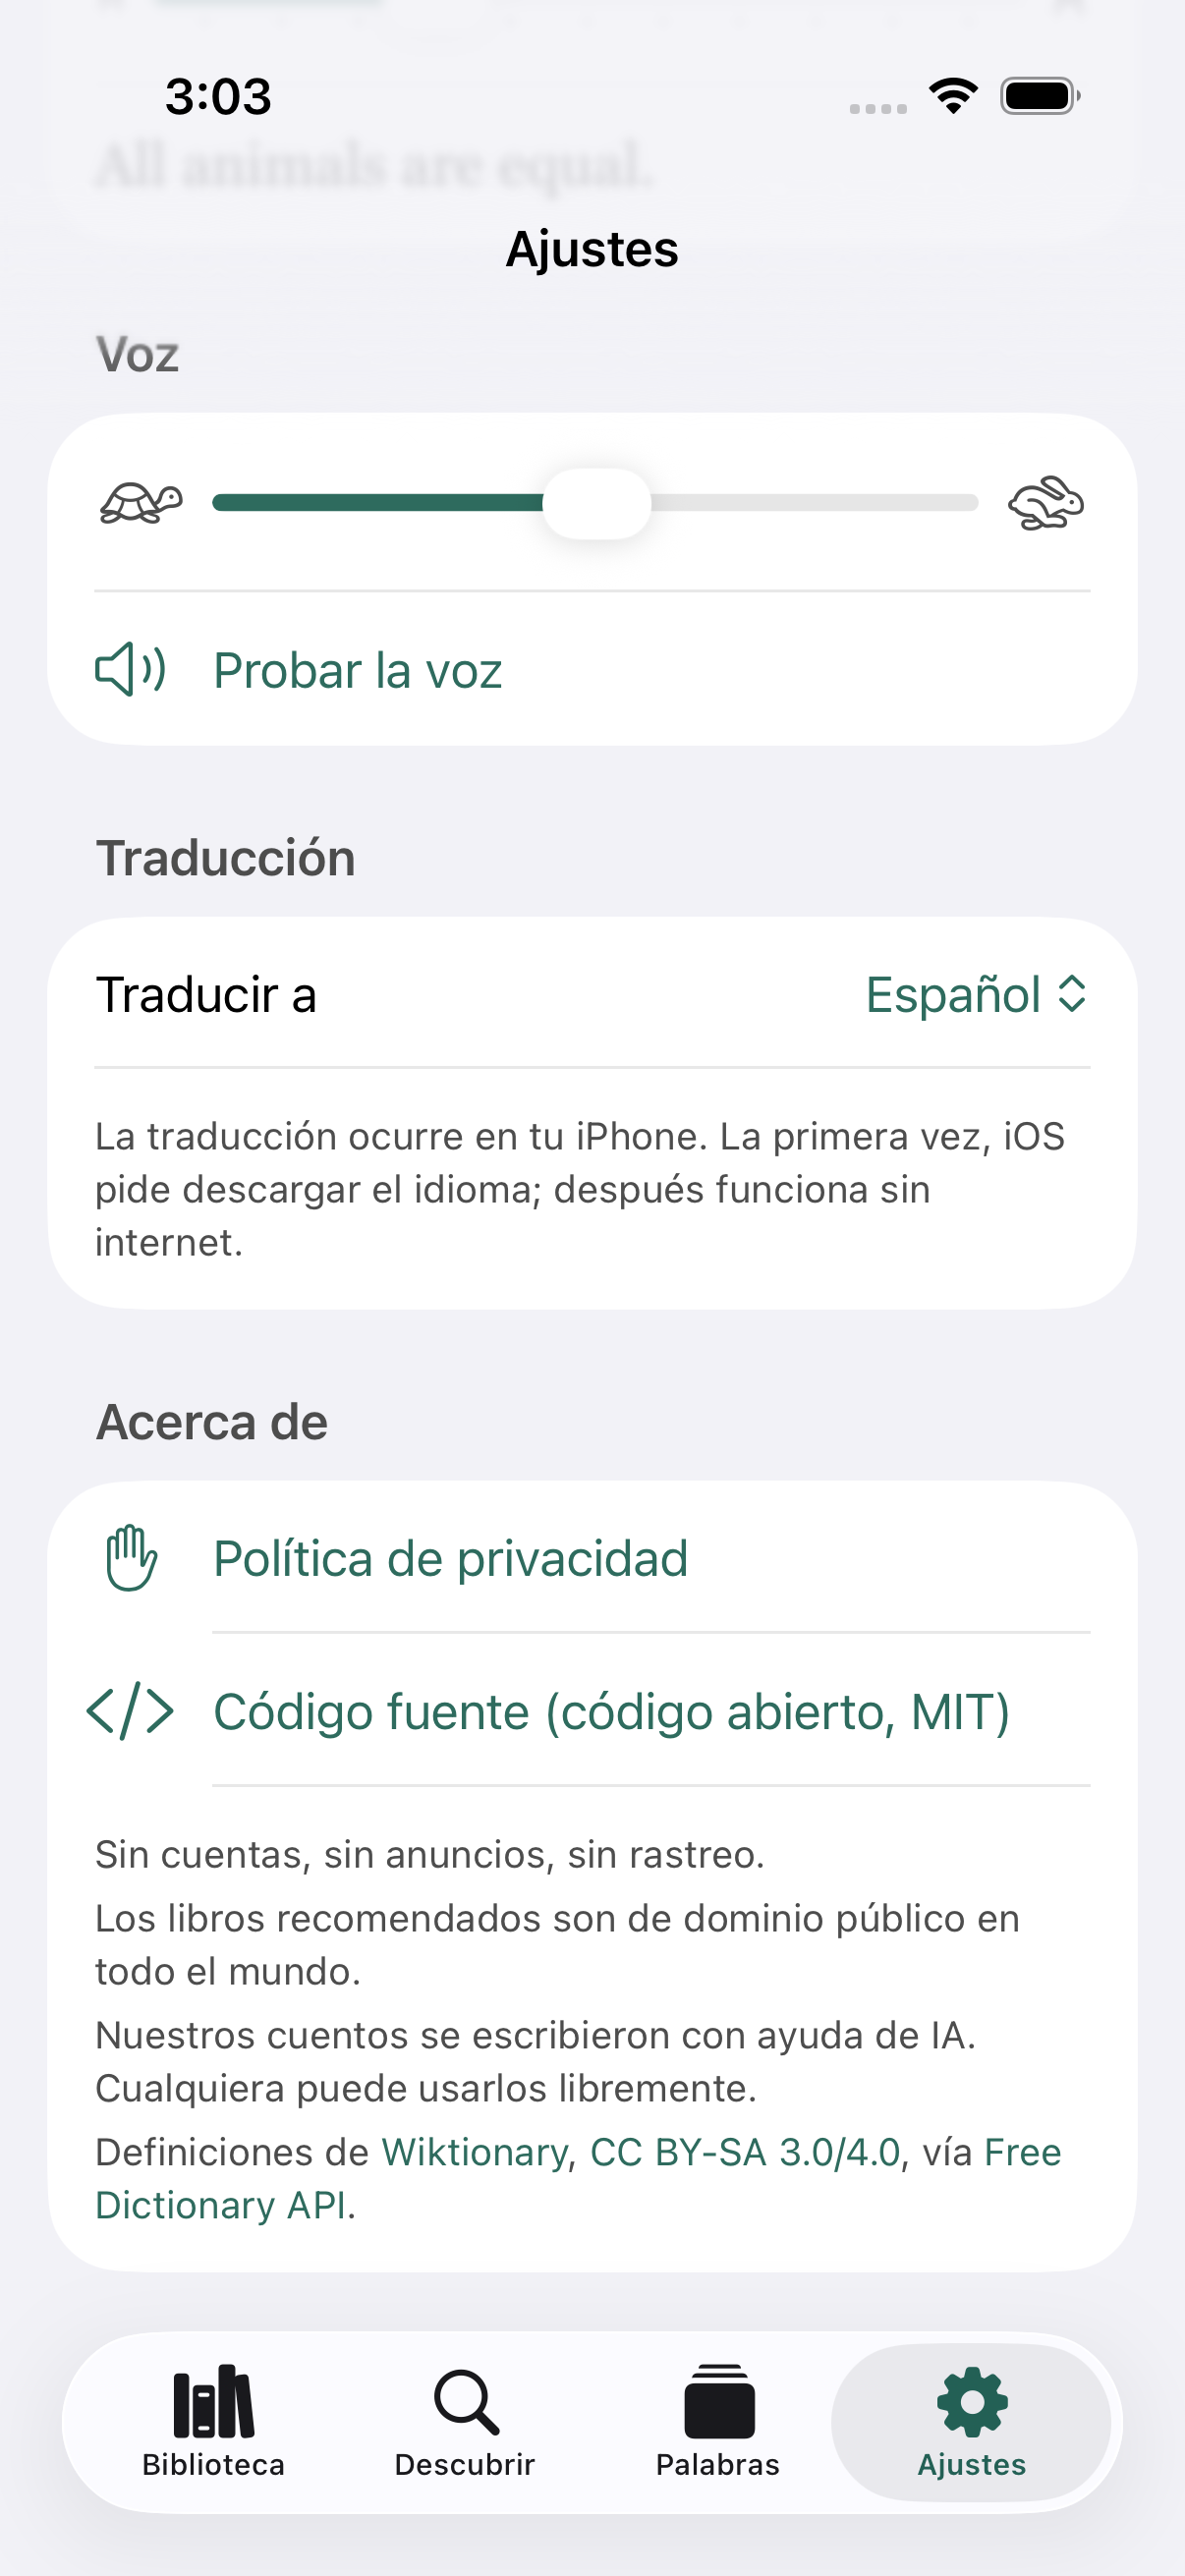 3:03
All animals are equal.
Ajustes
Voz
Probar la voz
Traducción
Traducir a
Español
La traducción ocurre en tu iPhone. La primera vez, iOS
pide descargar el idioma; después funciona sin
internet.
Acerca de
Política de privacidad
Código fuente (código abierto, MIT)
Sin cuentas, sin anuncios, sin rastreo.
Los libros recomendados son de dominio público en
todo el mundo.
Nuestros cuentos se escribieron con ayuda de IA.
Cualquiera puede usarlos libremente.
Definiciones de Wiktionary, CC BY-SA 3.0/4.0, vía Free
Dictionary API.
Biblioteca
Descubrir
Palabras
Ajustes